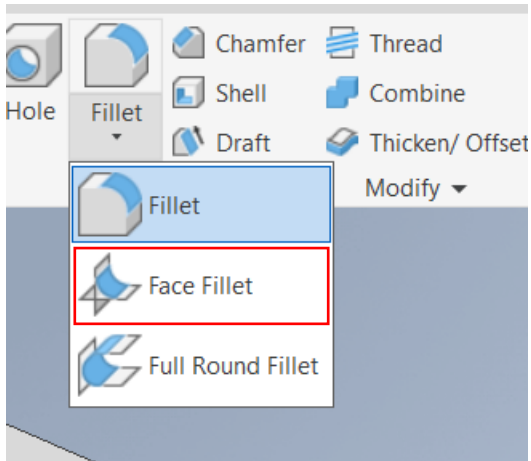 Hole
Fillet
Chamfer
Thread
Shell
Combine
Draft
Thicken/ Offset
Modify
Fillet
Face Fillet
Full Round Fillet